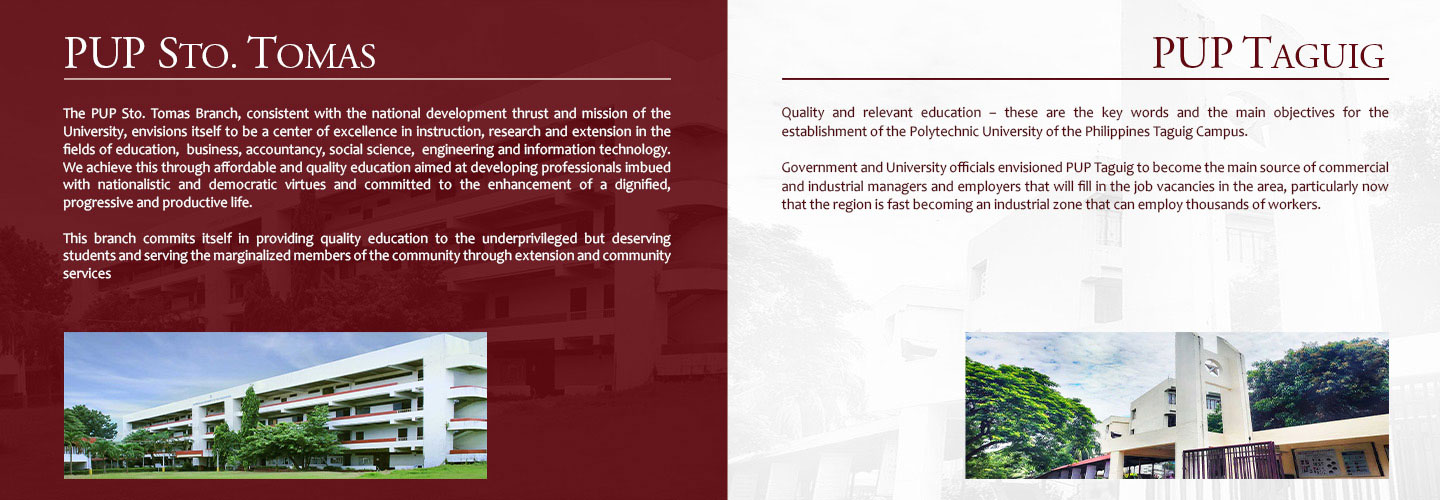 PUP STO. TOMAS
The PUP Sto. Tomas Branch, consistent with the national development thrust and mission of the
University, envisions itself to be a center of excellence in instruction, research and extension in the
fields of education, business, accountancy, social science, engineering and information technology.
We achieve this through affordable and quality education aimed at developing professionals imbued
with nationalistic and democratic virtues and committed to the enhancement of a dignified,
progressive and productive life.
This branch commits itself in providing quality education to the underprivileged but deserving
students and serving the marginalized members of the community through extension and community
services
PUP TAGUIG
Quality and relevant education – these are the key words and the main objectives for the
establishment of the Polytechnic University of the Philippines Taguig Campus.
Government and University officials envisioned PUP Taguig to become the main source of commercial
and industrial managers and employers that will fill in the job vacancies in the area, particularly now
that the region is fast becoming an industrial zone that can employ thousands of workers.